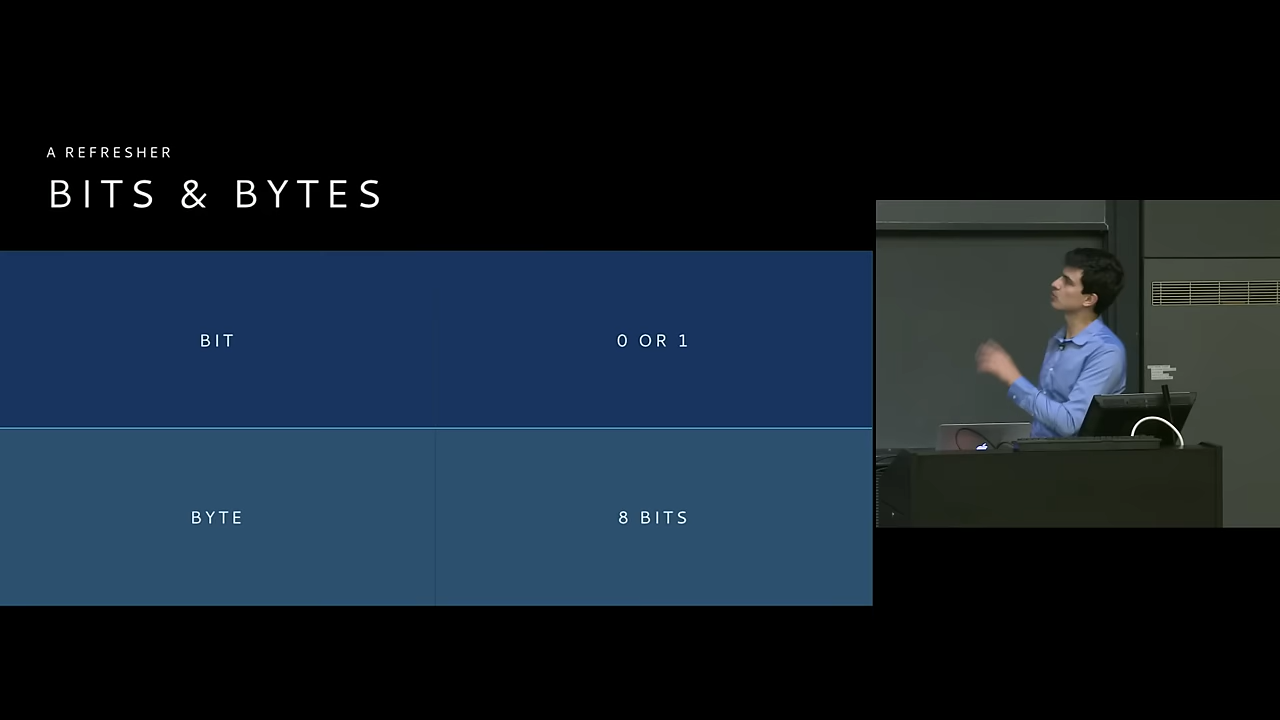 A REFRESHER
BITS & BYTES
BIT
0 OR 1
BYTE
8 BITS